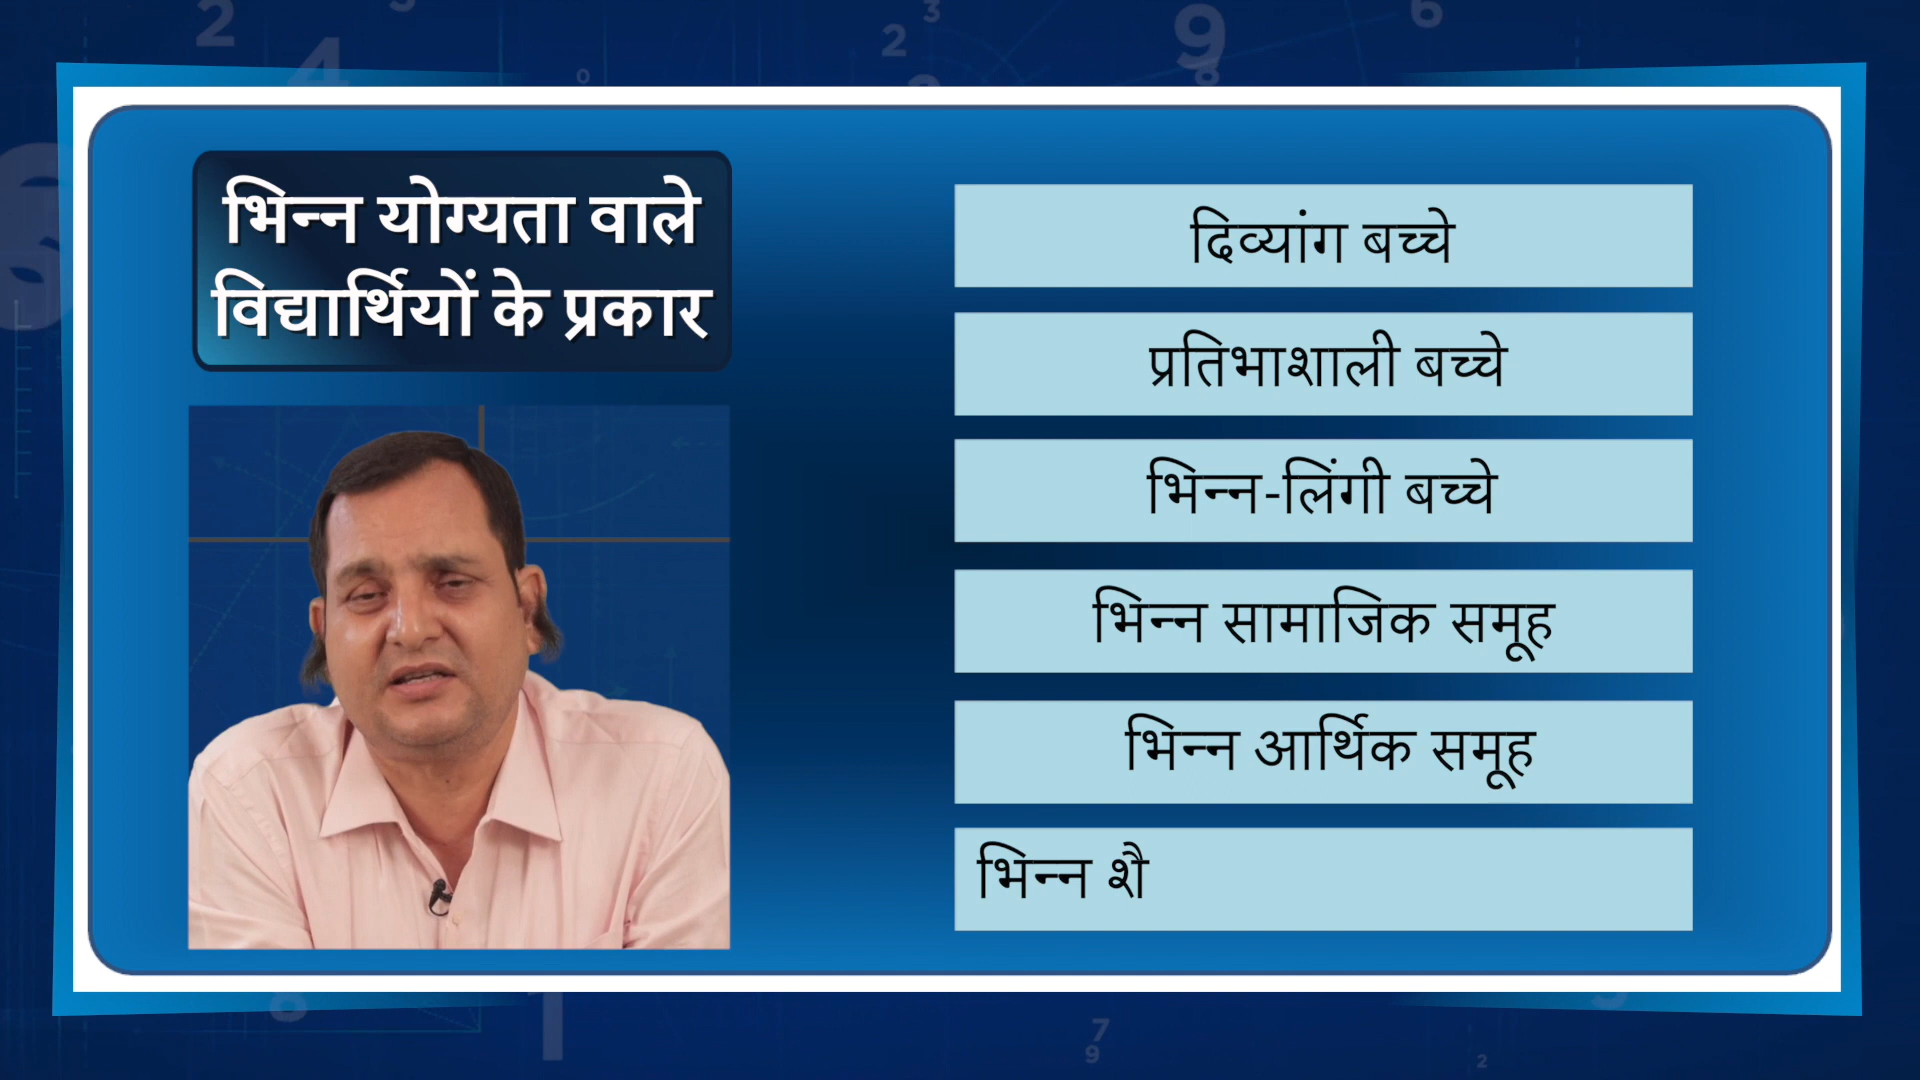 भिन्न योग्यता वाले
विद्यार्थियों के प्रकार
दिव्यांग बच्चे
प्रतिभाशाली बच्चे
भिन्न-लिंगी बच्चे
भिन्न सामाजिक समूह
भिन्न आर्थिक समूह
भिन्न शै